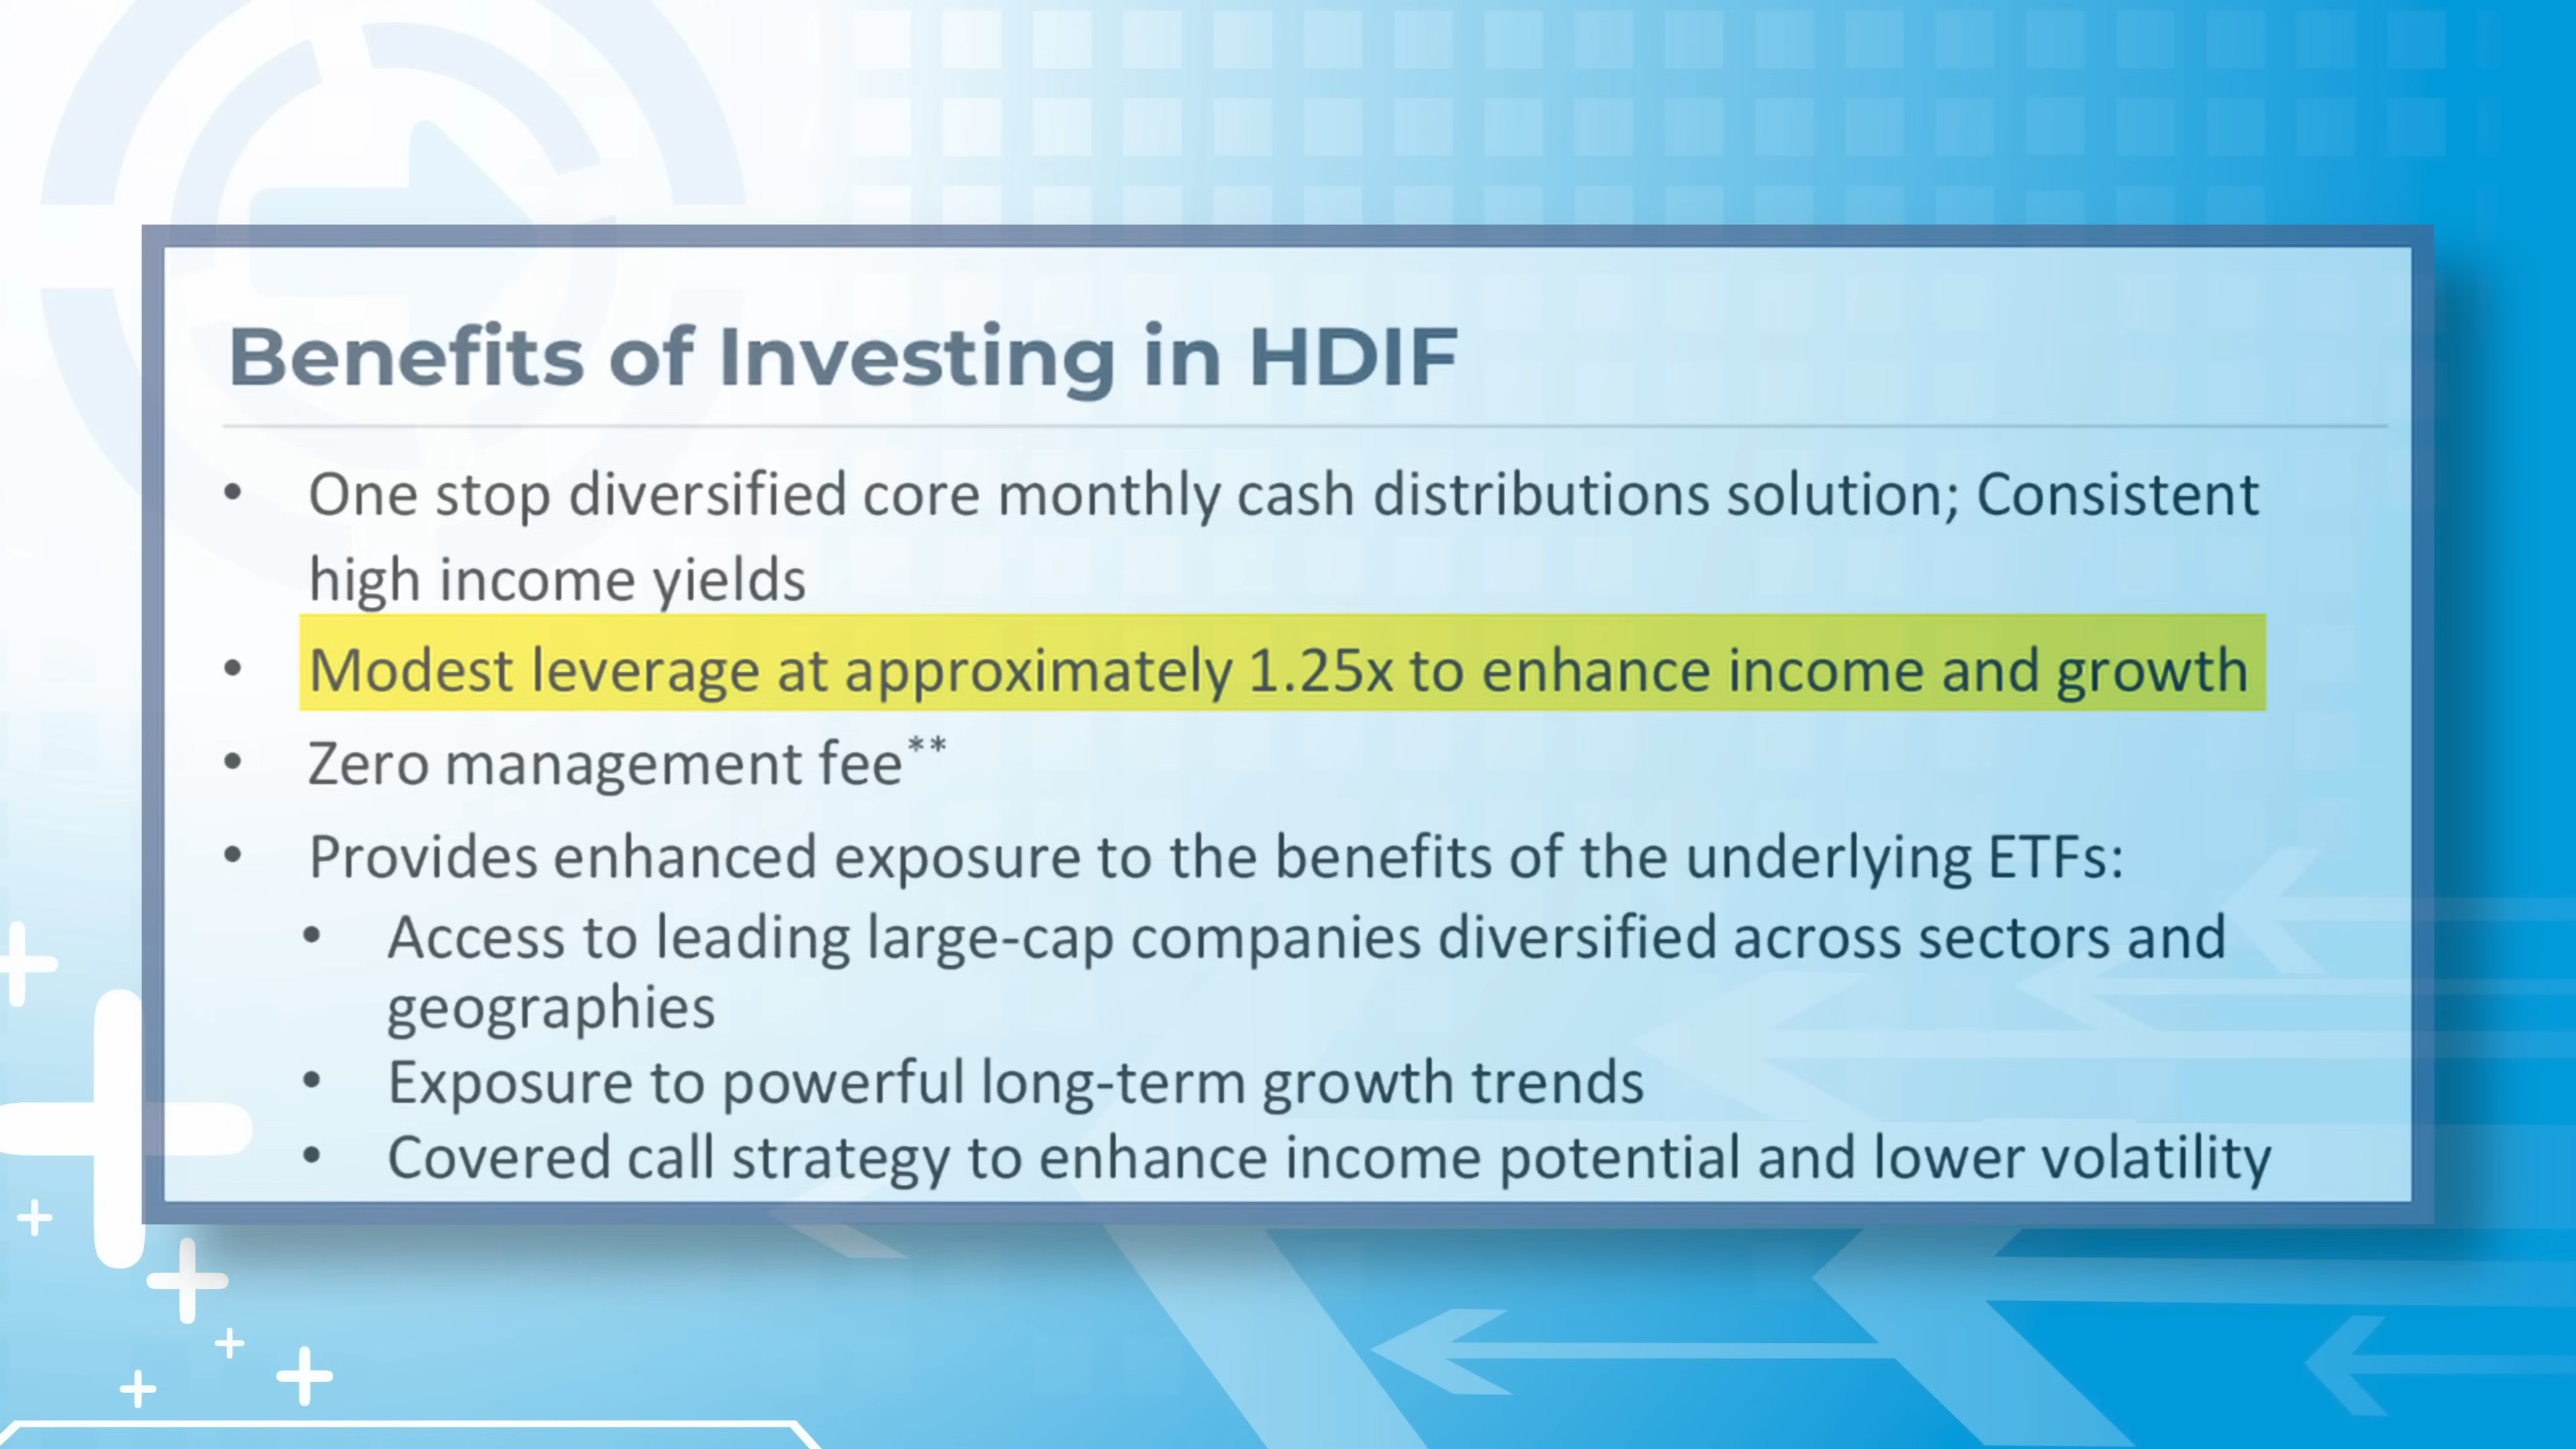 Benefits of Investing in HDIF
• One stop diversified core monthly cash distributions solution; Consistent
high income yields
• Modest leverage at approximately 1.25x to enhance income and growth
• Zero management fee**
• Provides enhanced exposure to the benefits of the underlying ETFs:
• Access to leading large-cap companies diversified across sectors and
geographies
• Exposure to powerful long-term growth trends
• Covered call strategy to enhance income potential and lower volatility